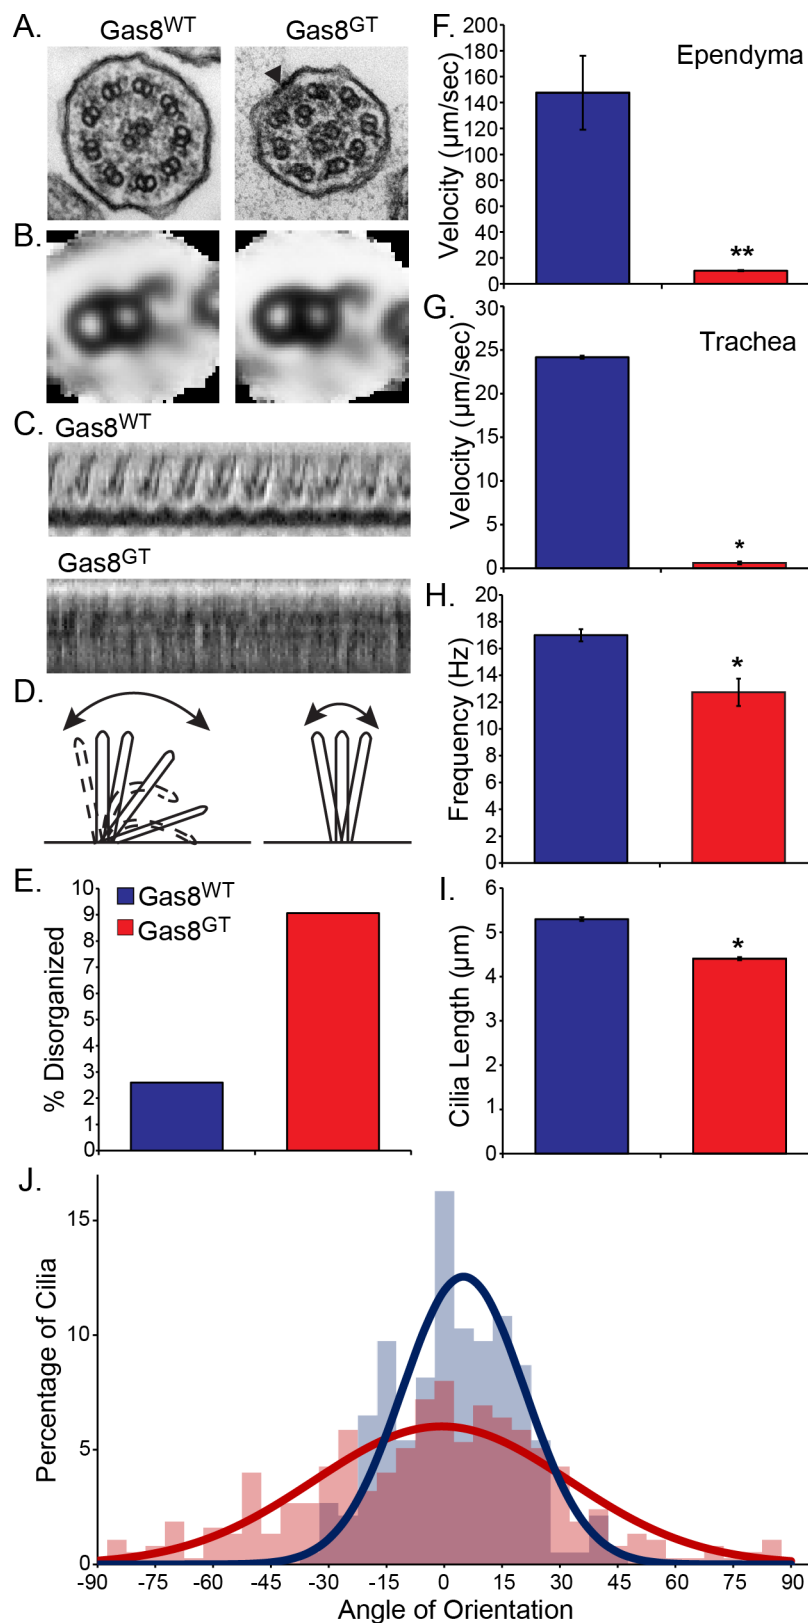 A.
Gas8WT
Gas8GT
B.
C.
Gas8WT
Gas8GT
D.
E.
% Disorganized
10
9
8
7
6
5
4
3
2
1
0
Gas8WT
Gas8GT
F.
Ependyma
Velocity (µm/sec)
200
180
160
140
120
100
80
60
40
20
0
**
G.
Trachea
Velocity (µm/sec)
30
25
20
15
10
5
0
*
H.
Frequency (Hz)
20
18
16
14
12
10
8
6
4
2
0
*
I.
Cilia Length (µm)
6
5
4
3
2
1
0
*
J.
Percentage of Cilia
15
10
5
0
-90 -75 -60 -45 -30 -15 0 15 30 45 60 75 90
Angle of Orientation